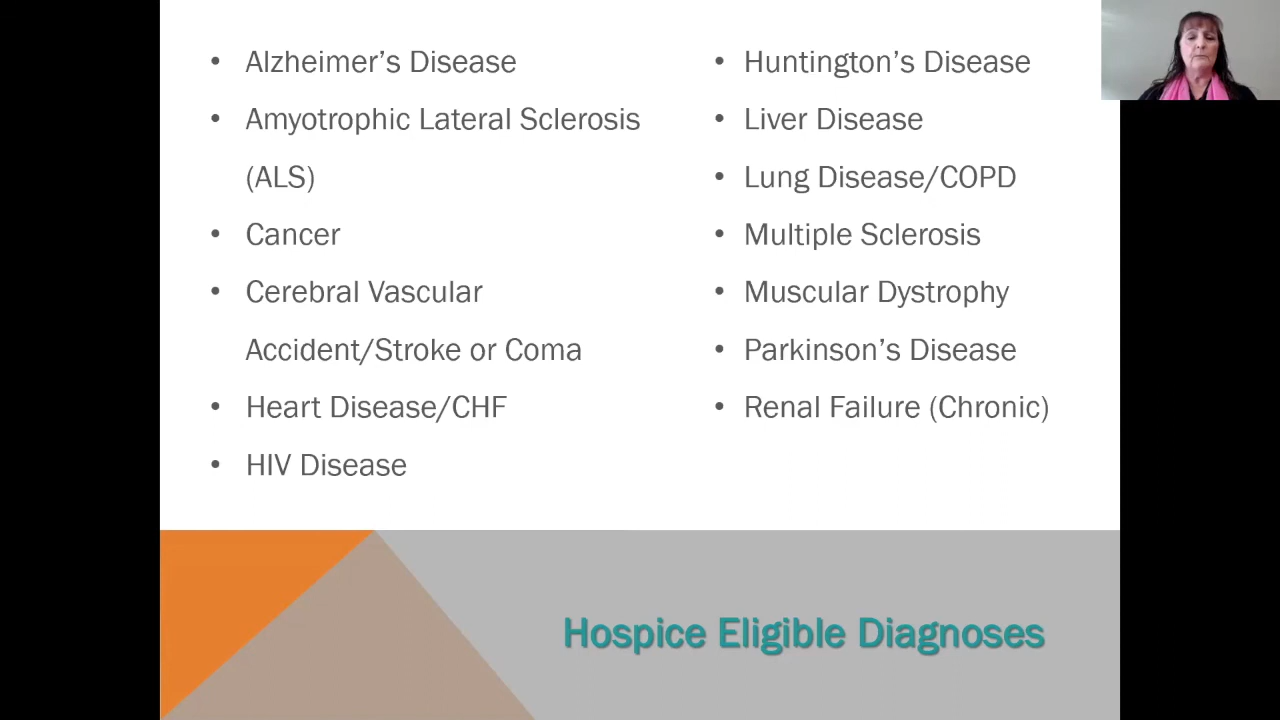 • Alzheimer’s Disease
• Amyotrophic Lateral Sclerosis
(ALS)
• Cancer
• Cerebral Vascular
Accident/Stroke or Coma
• Heart Disease/CHF
• HIV Disease
• Huntington’s Disease
• Liver Disease
• Lung Disease/COPD
• Multiple Sclerosis
• Muscular Dystrophy
• Parkinson’s Disease
• Renal Failure (Chronic)
Hospice Eligible Diagnoses